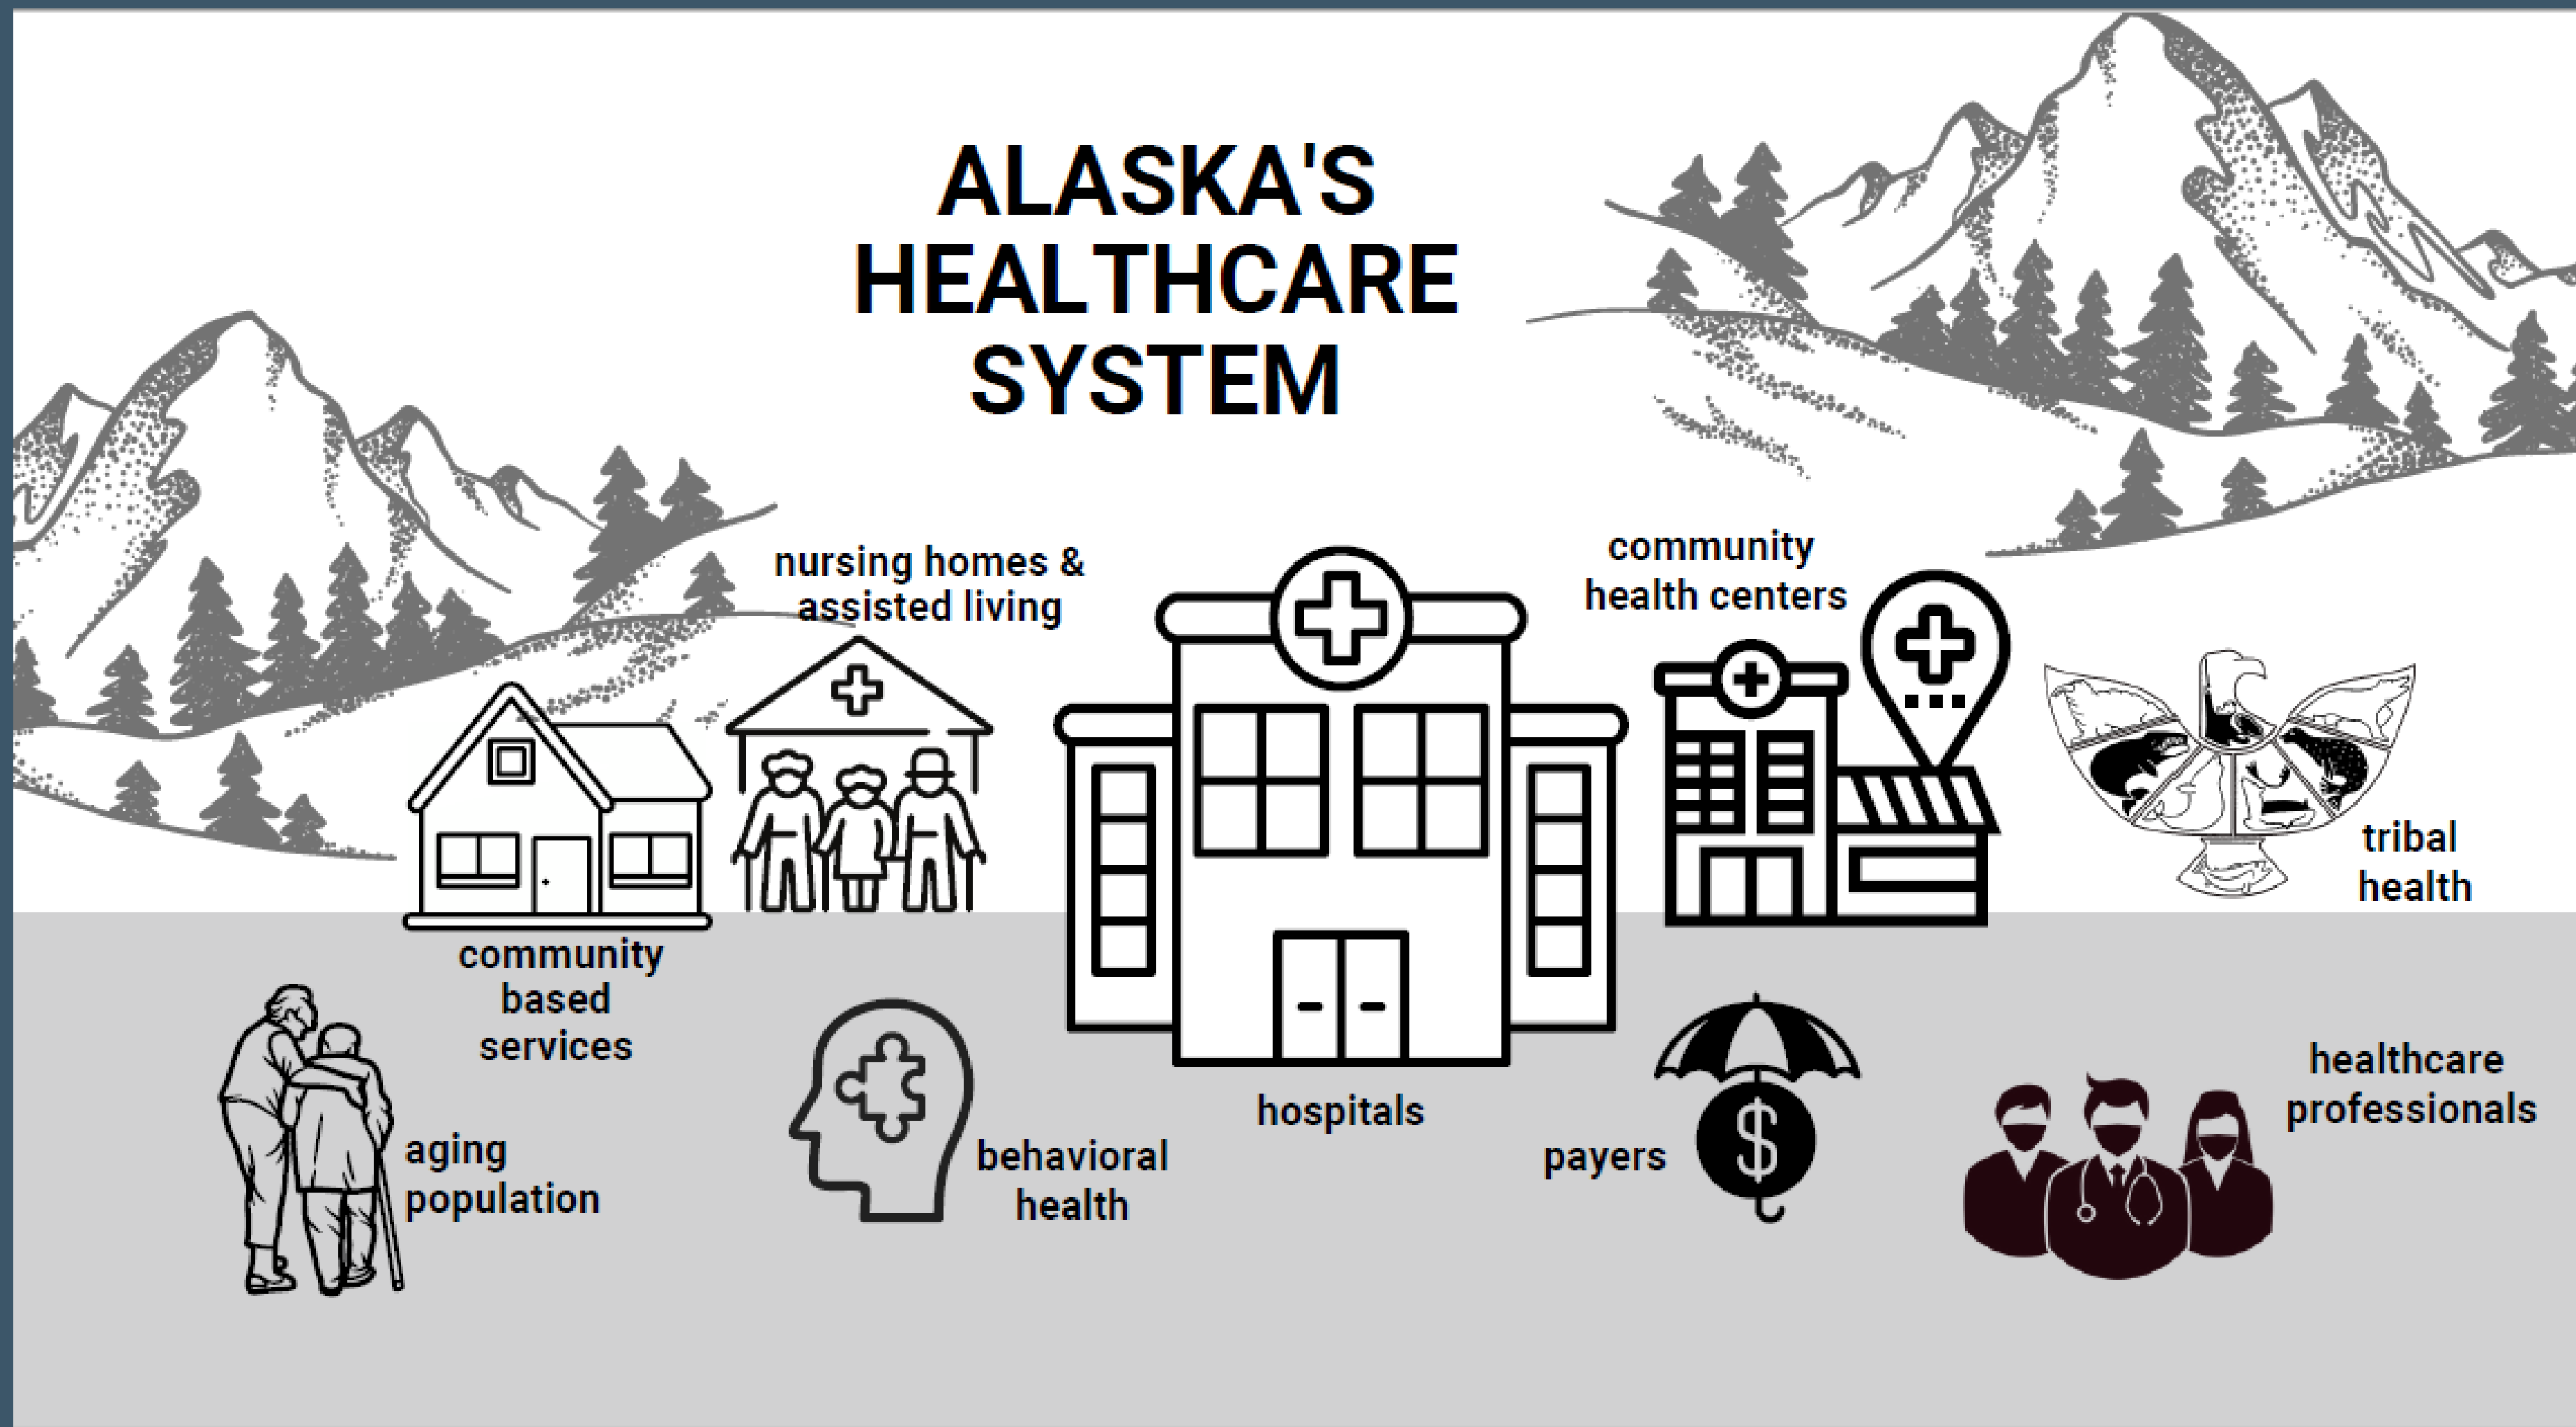 ALASKA'S
HEALTHCARE
SYSTEM
nursing homes &
assisted living
community
health centers
tribal
health
community
based
services
aging
population
behavioral
health
hospitals
payers
$
healthcare
professionals